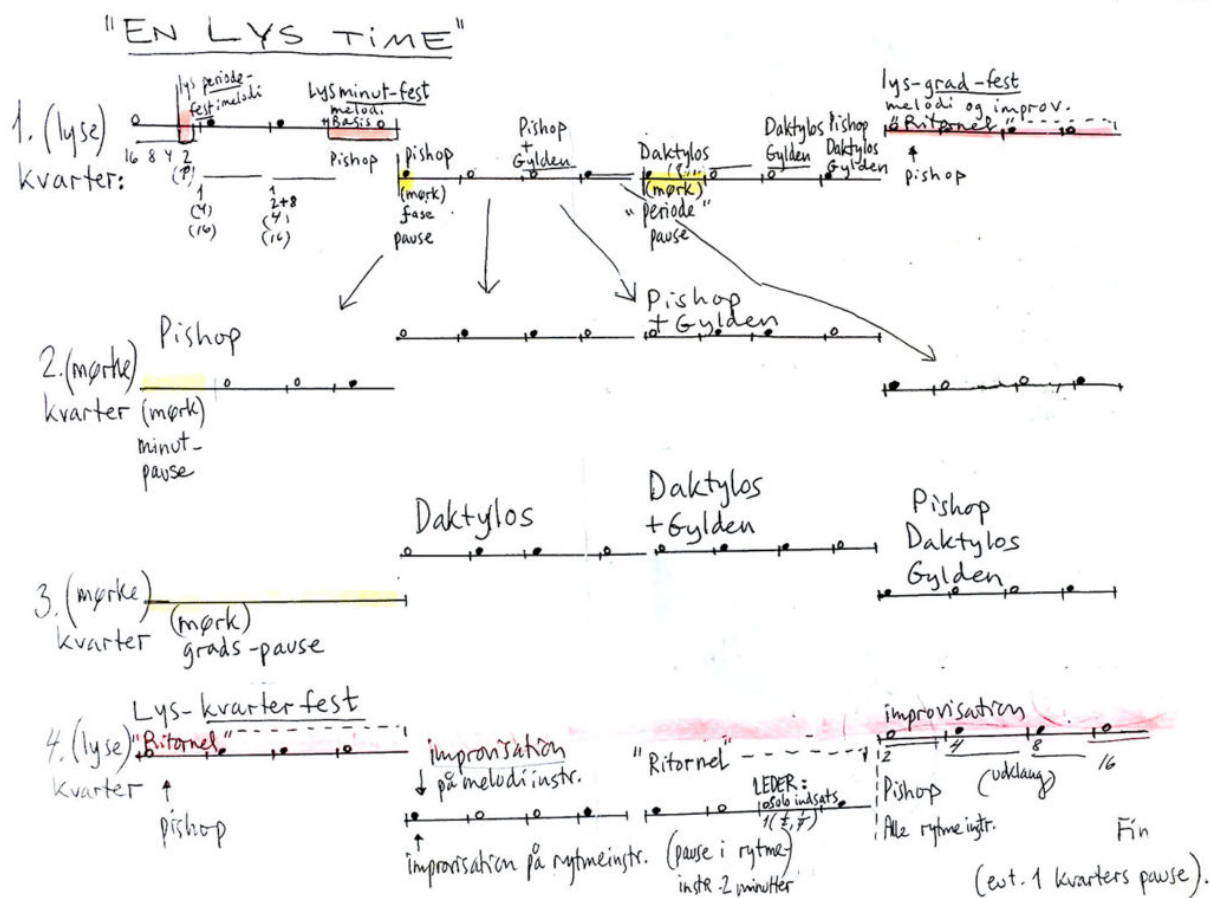 "EN LYS TIME"
1. (lyse)
kvarter:
lys periode-
fest i melodi
16 8 4 2
1
(4)
(16)
1
2+8
(4)
(16)
Lysminut-fest
melodi
+Basis
Pishop
pishop
(mørk)
fase
pause
Pishop
+
Gylden
Daktylos
(mørk)
"periode"
pause
Daktylos
Gylden
Pishop
Daktylos
Gylden
lys-grad-fest
melodi og improv.
"Ritornel"
pishop
2. (mørke)
kvarter
Pishop
(mørk)
minut-
pause
Pishop
+ Gylden
3. (mørke)
kvarter
(mørk)
grads-pause
Daktylos
Daktylos
+ Gylden
Pishop
Daktylos
Gylden
4. (lyse)
kvarter
Lys-kvarterfest
"Ritornel"
pishop
improvisation
på melodiinstr.
improvisation på rytmeinstr.
"Ritornel"
LEDER:
solo indsats
(pause i rytme-)
instr. 2 minutter
improvisation
2 4 8 16
(udklang)
Pishop
Alle rytmeinstr.
Fin
(evt. 1 kvarters pause).